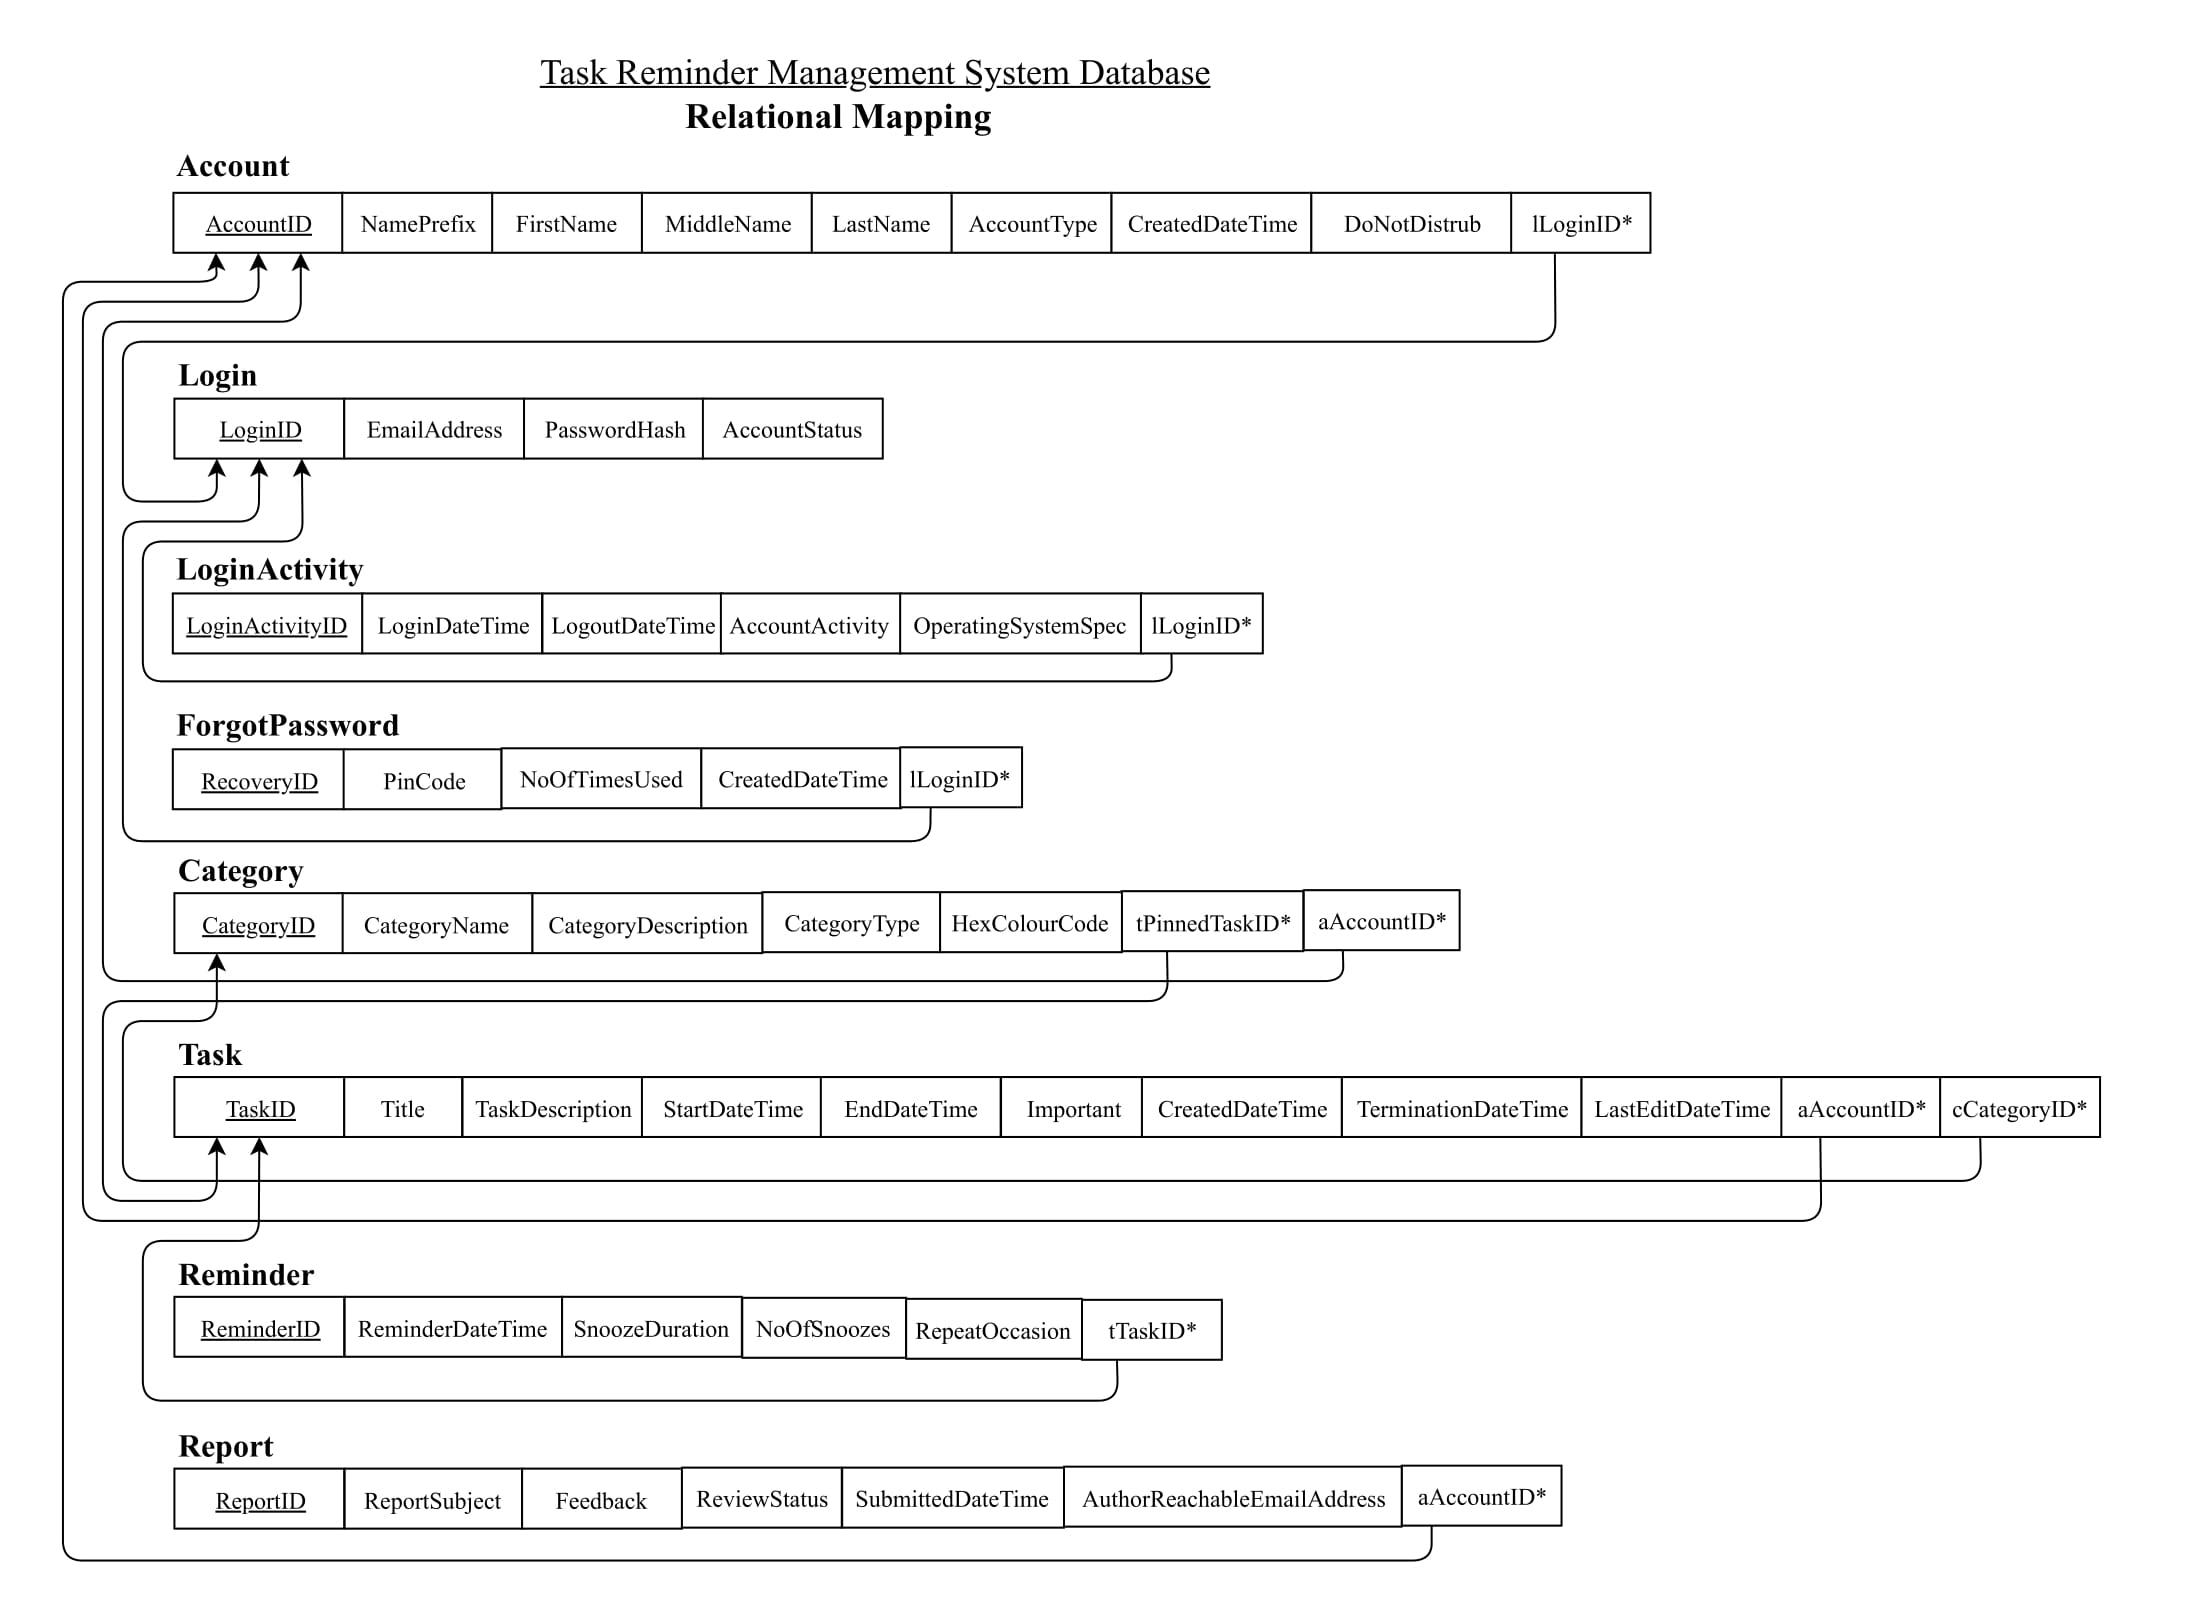 Task Reminder Management System Database
Relational Mapping
Account
AccountID NamePrefix FirstName MiddleName LastName AccountType CreatedDateTime DoNotDistrub lLoginID*
Login
LoginID EmailAddress PasswordHash AccountStatus
LoginActivity
LoginActivityID LoginDateTime LogoutDateTime AccountActivity OperatingSystemSpec lLoginID*
ForgotPassword
RecoveryID PinCode NoOfTimesUsed CreatedDateTime lLoginID*
Category
CategoryID CategoryName CategoryDescription CategoryType HexColourCode tPinnedTaskID* aAccountID*
Task
TaskID Title TaskDescription StartDateTime EndDateTime Important CreatedDateTime TerminationDateTime LastEditDateTime aAccountID* cCategoryID*
Reminder
ReminderID ReminderDateTime SnoozeDuration NoOfSnoozes RepeatOccasion tTaskID*
Report
ReportID ReportSubject Feedback ReviewStatus SubmittedDateTime AuthorReachableEmailAddress aAccountID*